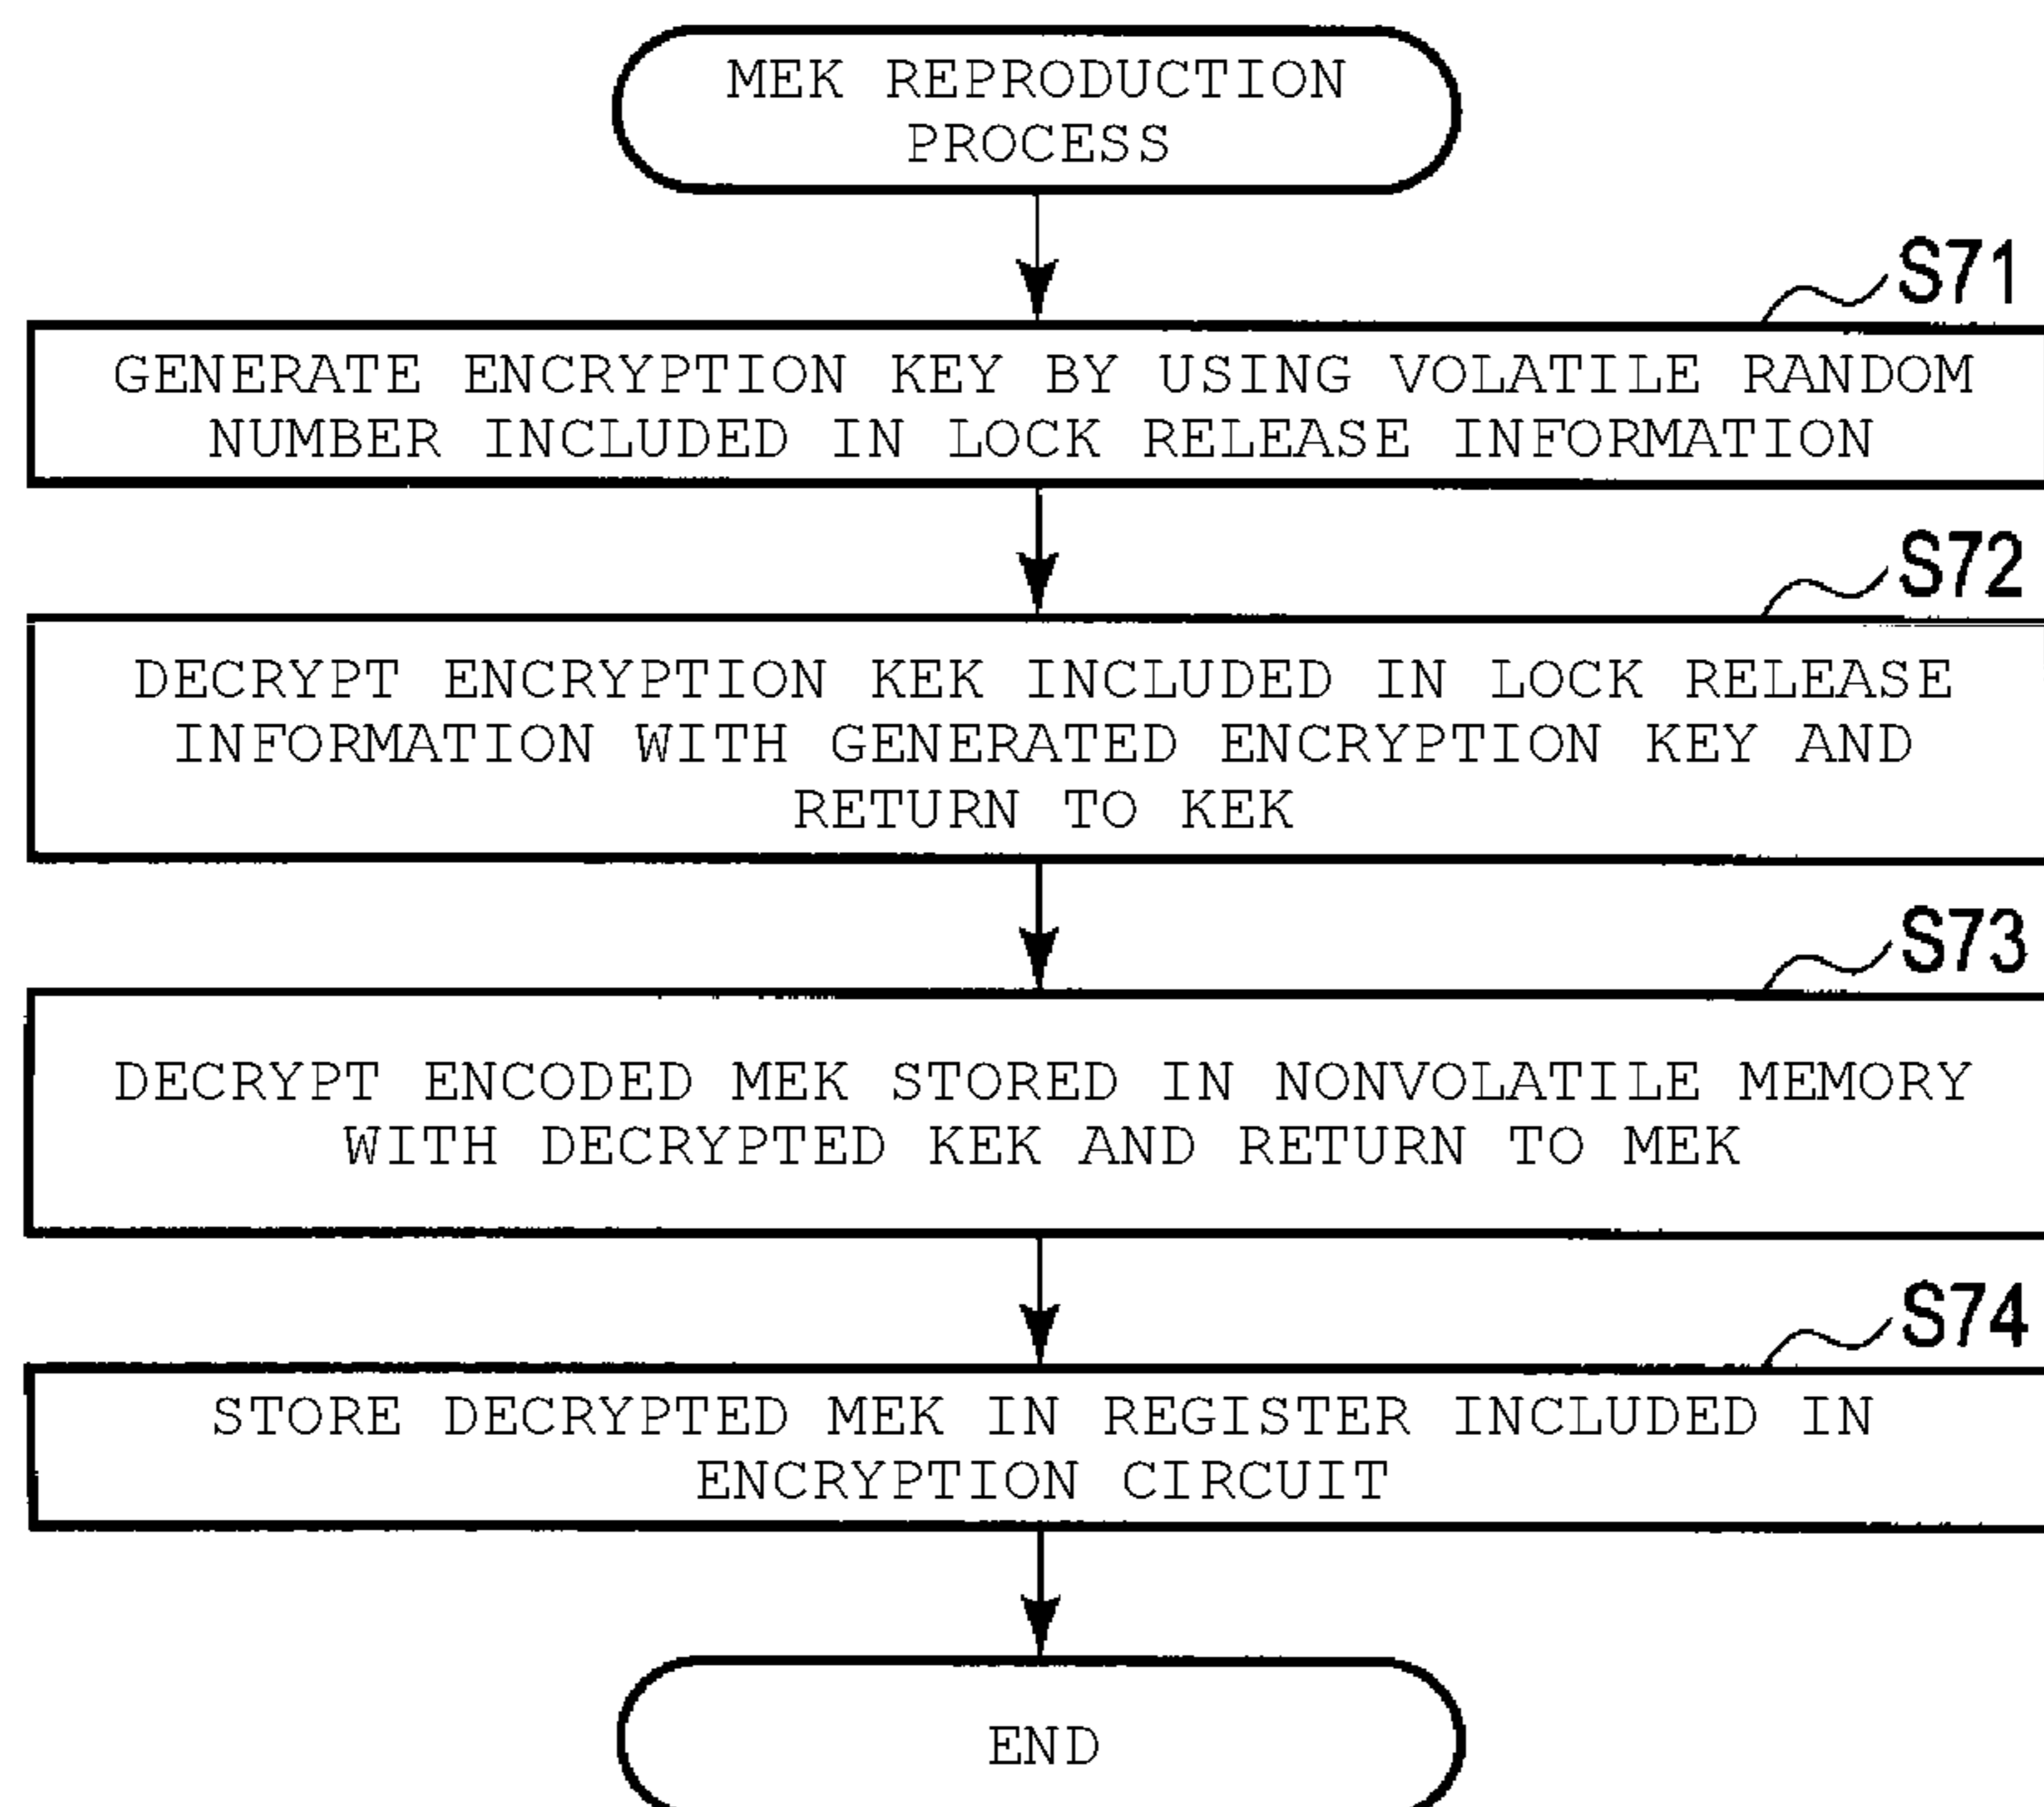 MEK REPRODUCTION
PROCESS
S71
GENERATE ENCRYPTION KEY BY USING VOLATILE RANDOM
NUMBER INCLUDED IN LOCK RELEASE INFORMATION
S72
DECRYPT ENCRYPTION KEK INCLUDED IN LOCK RELEASE
INFORMATION WITH GENERATED ENCRYPTION KEY AND
RETURN TO KEK
S73
DECRYPT ENCODED MEK STORED IN NONVOLATILE MEMORY
WITH DECRYPTED KEK AND RETURN TO MEK
S74
STORE DECRYPTED MEK IN REGISTER INCLUDED IN
ENCRYPTION CIRCUIT
END